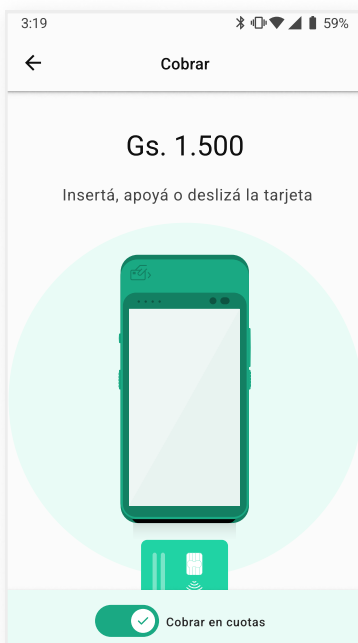 3:19 59%
Cobrar
Gs. 1.500
Insertá, apoyá o deslizá la tarjeta
Cobrar en cuotas